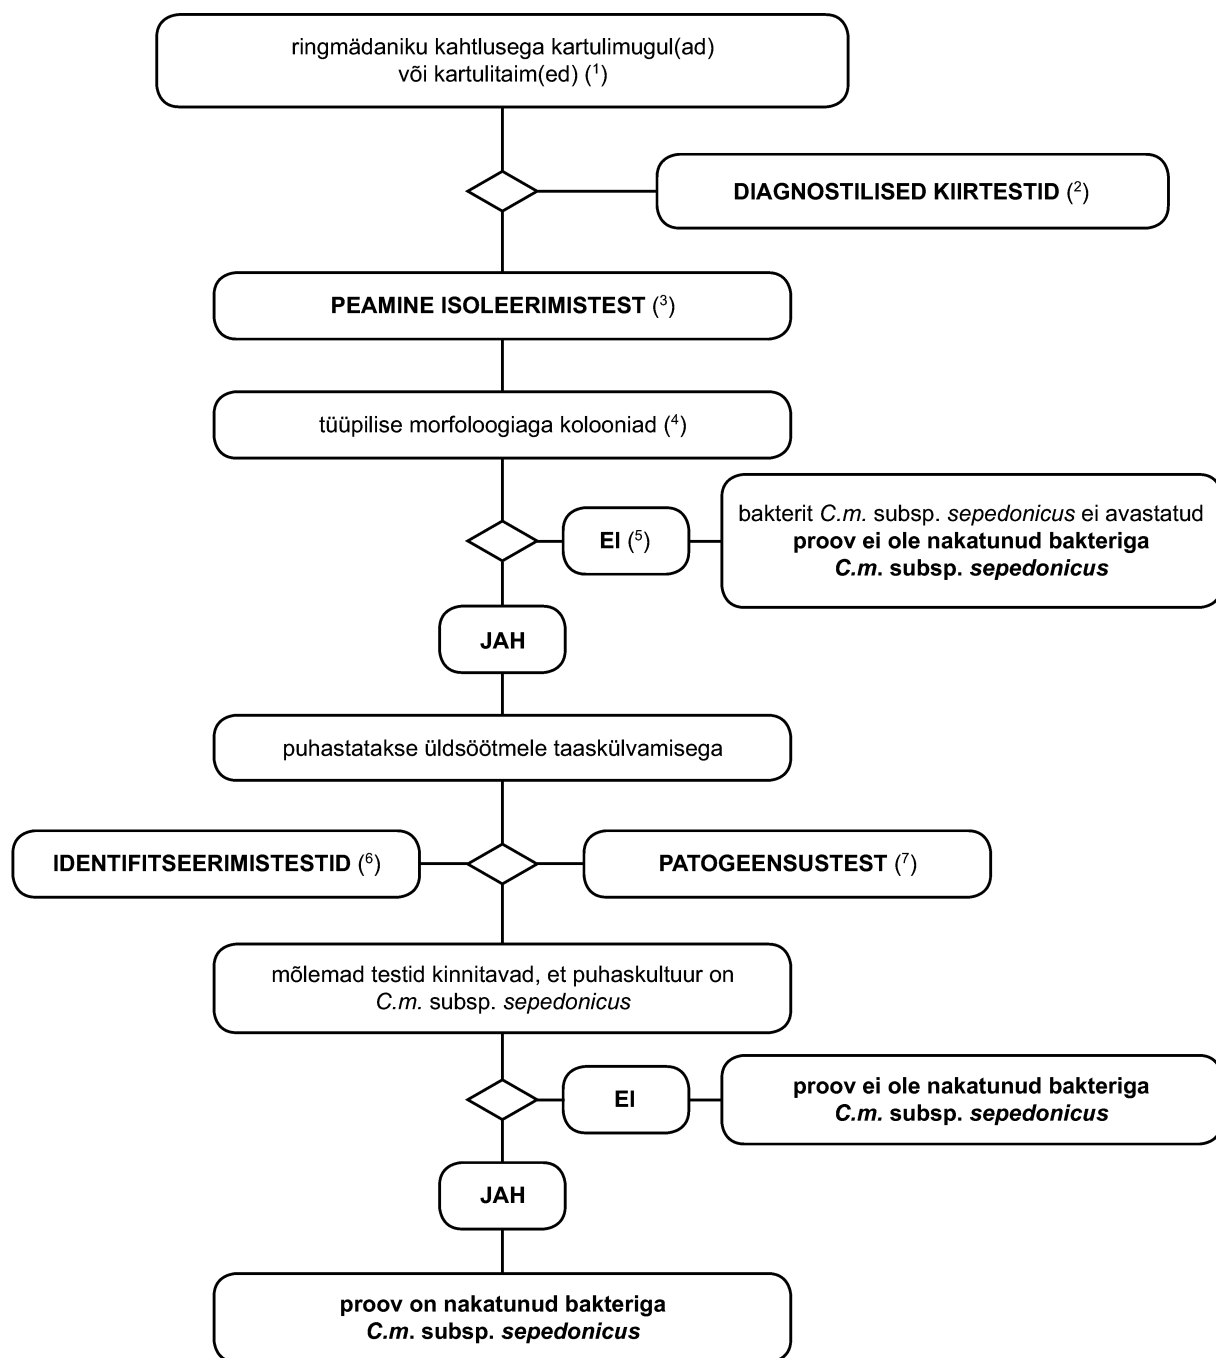 ringmädaniku kahtlusega kartulimugul(ad)
või kartulitaim(ed) (¹)
DIAGNOSTILISED KIIRTESTID (²)
PEAMINE ISOLEERIMISTEST (³)
tüüpilise morfoloogiaga kolooniad (⁴)
EI (⁵)
bakterit C.m. subsp. sepedonicus ei avastatud
proov ei ole nakatunud bakteriga
C.m. subsp. sepedonicus
JAH
puhastatakse üldsöötmele taaskülvamisega
IDENTIFITSEERIMISTESTID (⁶)
PATOGEENSUSTEST (⁷)
mõlemad testid kinnitavad, et puhaskultuur on
C.m. subsp. sepedonicus
EI
proov ei ole nakatunud bakteriga
C.m. subsp. sepedonicus
JAH
proov on nakatunud bakteriga
C.m. subsp. sepedonicus